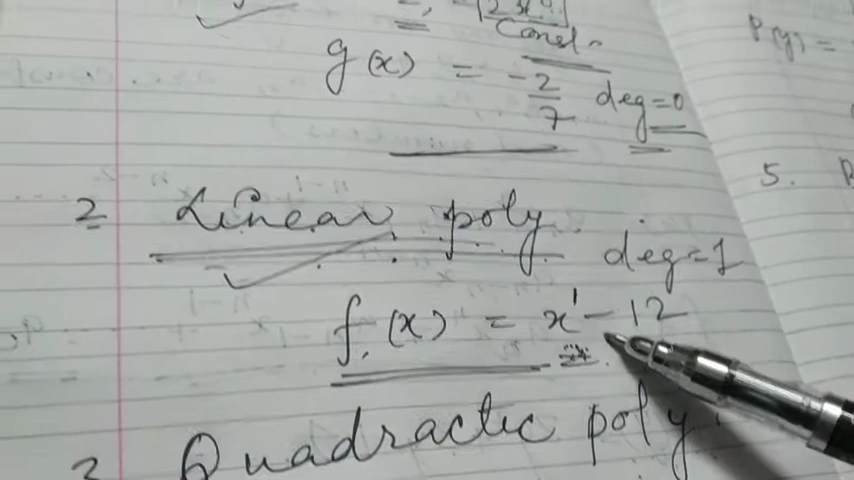 Const.
g(x) = -2/7 deg=0
2 Linear poly.
deg=1
f(x) = x¹ - 12
3 Quadractic poly.
P(y) =
5.